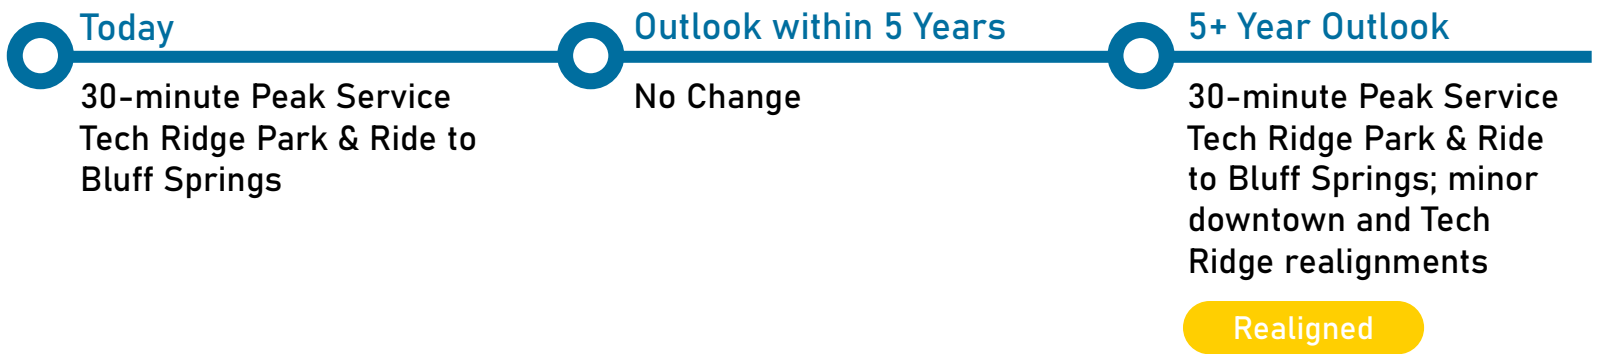 Today
30-minute Peak Service
Tech Ridge Park & Ride to
Bluff Springs
Outlook within 5 Years
No Change
5+ Year Outlook
30-minute Peak Service
Tech Ridge Park & Ride
to Bluff Springs; minor
downtown and Tech
Ridge realignments
Realigned